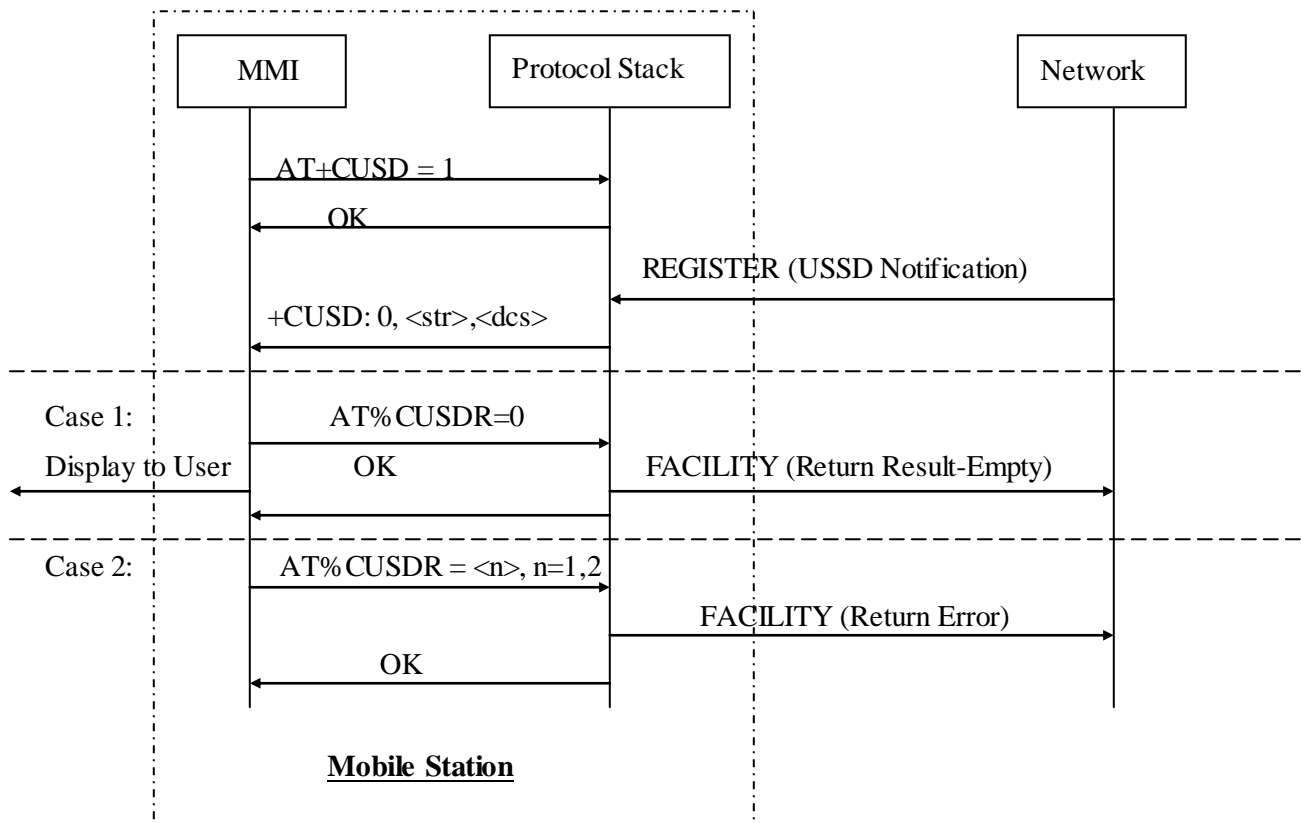 MMI
Protocol Stack
Network
AT+CUSD = 1
OK
REGISTER (USSD Notification)
+CUSD: 0, <str>,<dcs>
Case 1:
AT%CUSDR=0
Display to User
OK
FACILITY (Return Result-Empty)
Case 2:
AT%CUSDR = <n>, n=1,2
FACILITY (Return Error)
OK
Mobile Station